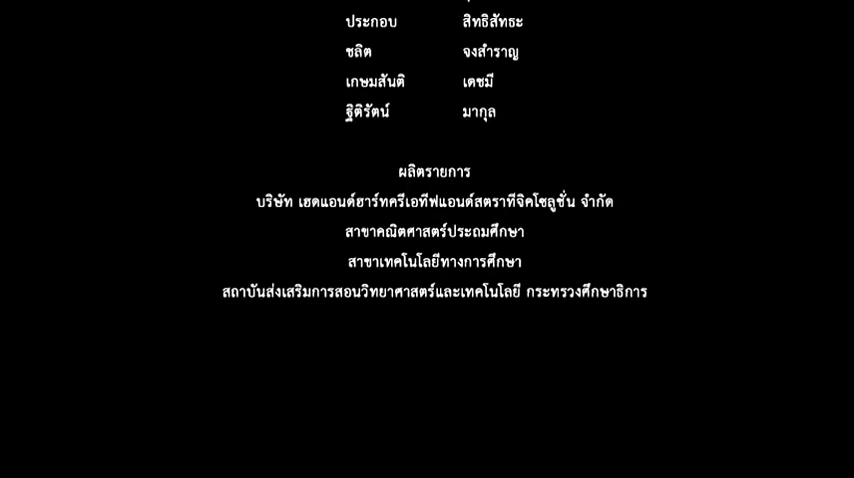 ประกอบ สิทธิสัทธะ
ชลิต จงสำราญ
เกษมสันติ เดชมี
ฐิติรัตน์ มากุล
ผลิตรายการ
บริษัท เฮดแอนด์ฮาร์ทครีเอทีฟแอนด์สตราทีจิคโซลูชั่น จำกัด
สาขาคณิตศาสตร์ประถมศึกษา
สาขาเทคโนโลยีทางการศึกษา
สถาบันส่งเสริมการสอนวิทยาศาสตร์และเทคโนโลยี กระทรวงศึกษาธิการ